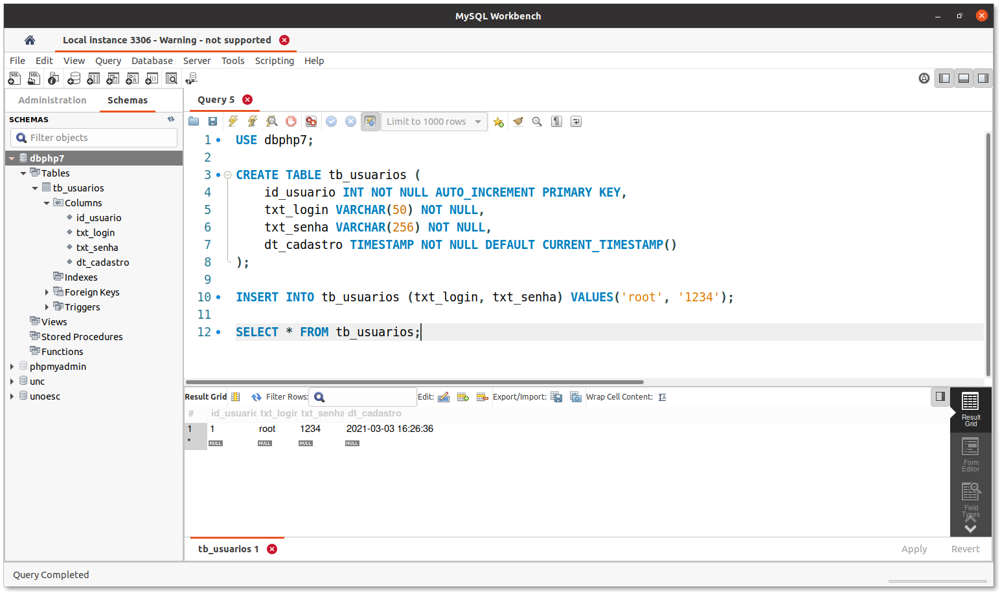 MySQL Workbench
Local instance 3306 - Warning - not supported
File Edit View Query Database Server Tools Scripting Help
Administration Schemas
Query 5
SCHEMAS
Filter objects
Limit to 1000 rows
dbphp7
Tables
tb_usuarios
Columns
id_usuario
txt_login
txt_senha
dt_cadastro
Indexes
Foreign Keys
Triggers
Views
Stored Procedures
Functions
phpmyadmin
unc
unoesc
1 USE dbphp7;
2
3 CREATE TABLE tb_usuarios (
4 id_usuario INT NOT NULL AUTO_INCREMENT PRIMARY KEY,
5 txt_login VARCHAR(50) NOT NULL,
6 txt_senha VARCHAR(256) NOT NULL,
7 dt_cadastro TIMESTAMP NOT NULL DEFAULT CURRENT_TIMESTAMP()
8 );
9
10 INSERT INTO tb_usuarios (txt_login, txt_senha) VALUES('root', '1234');
11
12 SELECT * FROM tb_usuarios;
Result Grid Filter Rows: Edit: Export/Import: Wrap Cell Content:
# id_usuario txt_login txt_senha dt_cadastro
1 1 root 1234 2021-03-03 16:26:36
* NULL NULL NULL NULL
Result
Grid
Form
Editor
Field
Types
tb_usuarios 1
Apply Revert
Query Completed